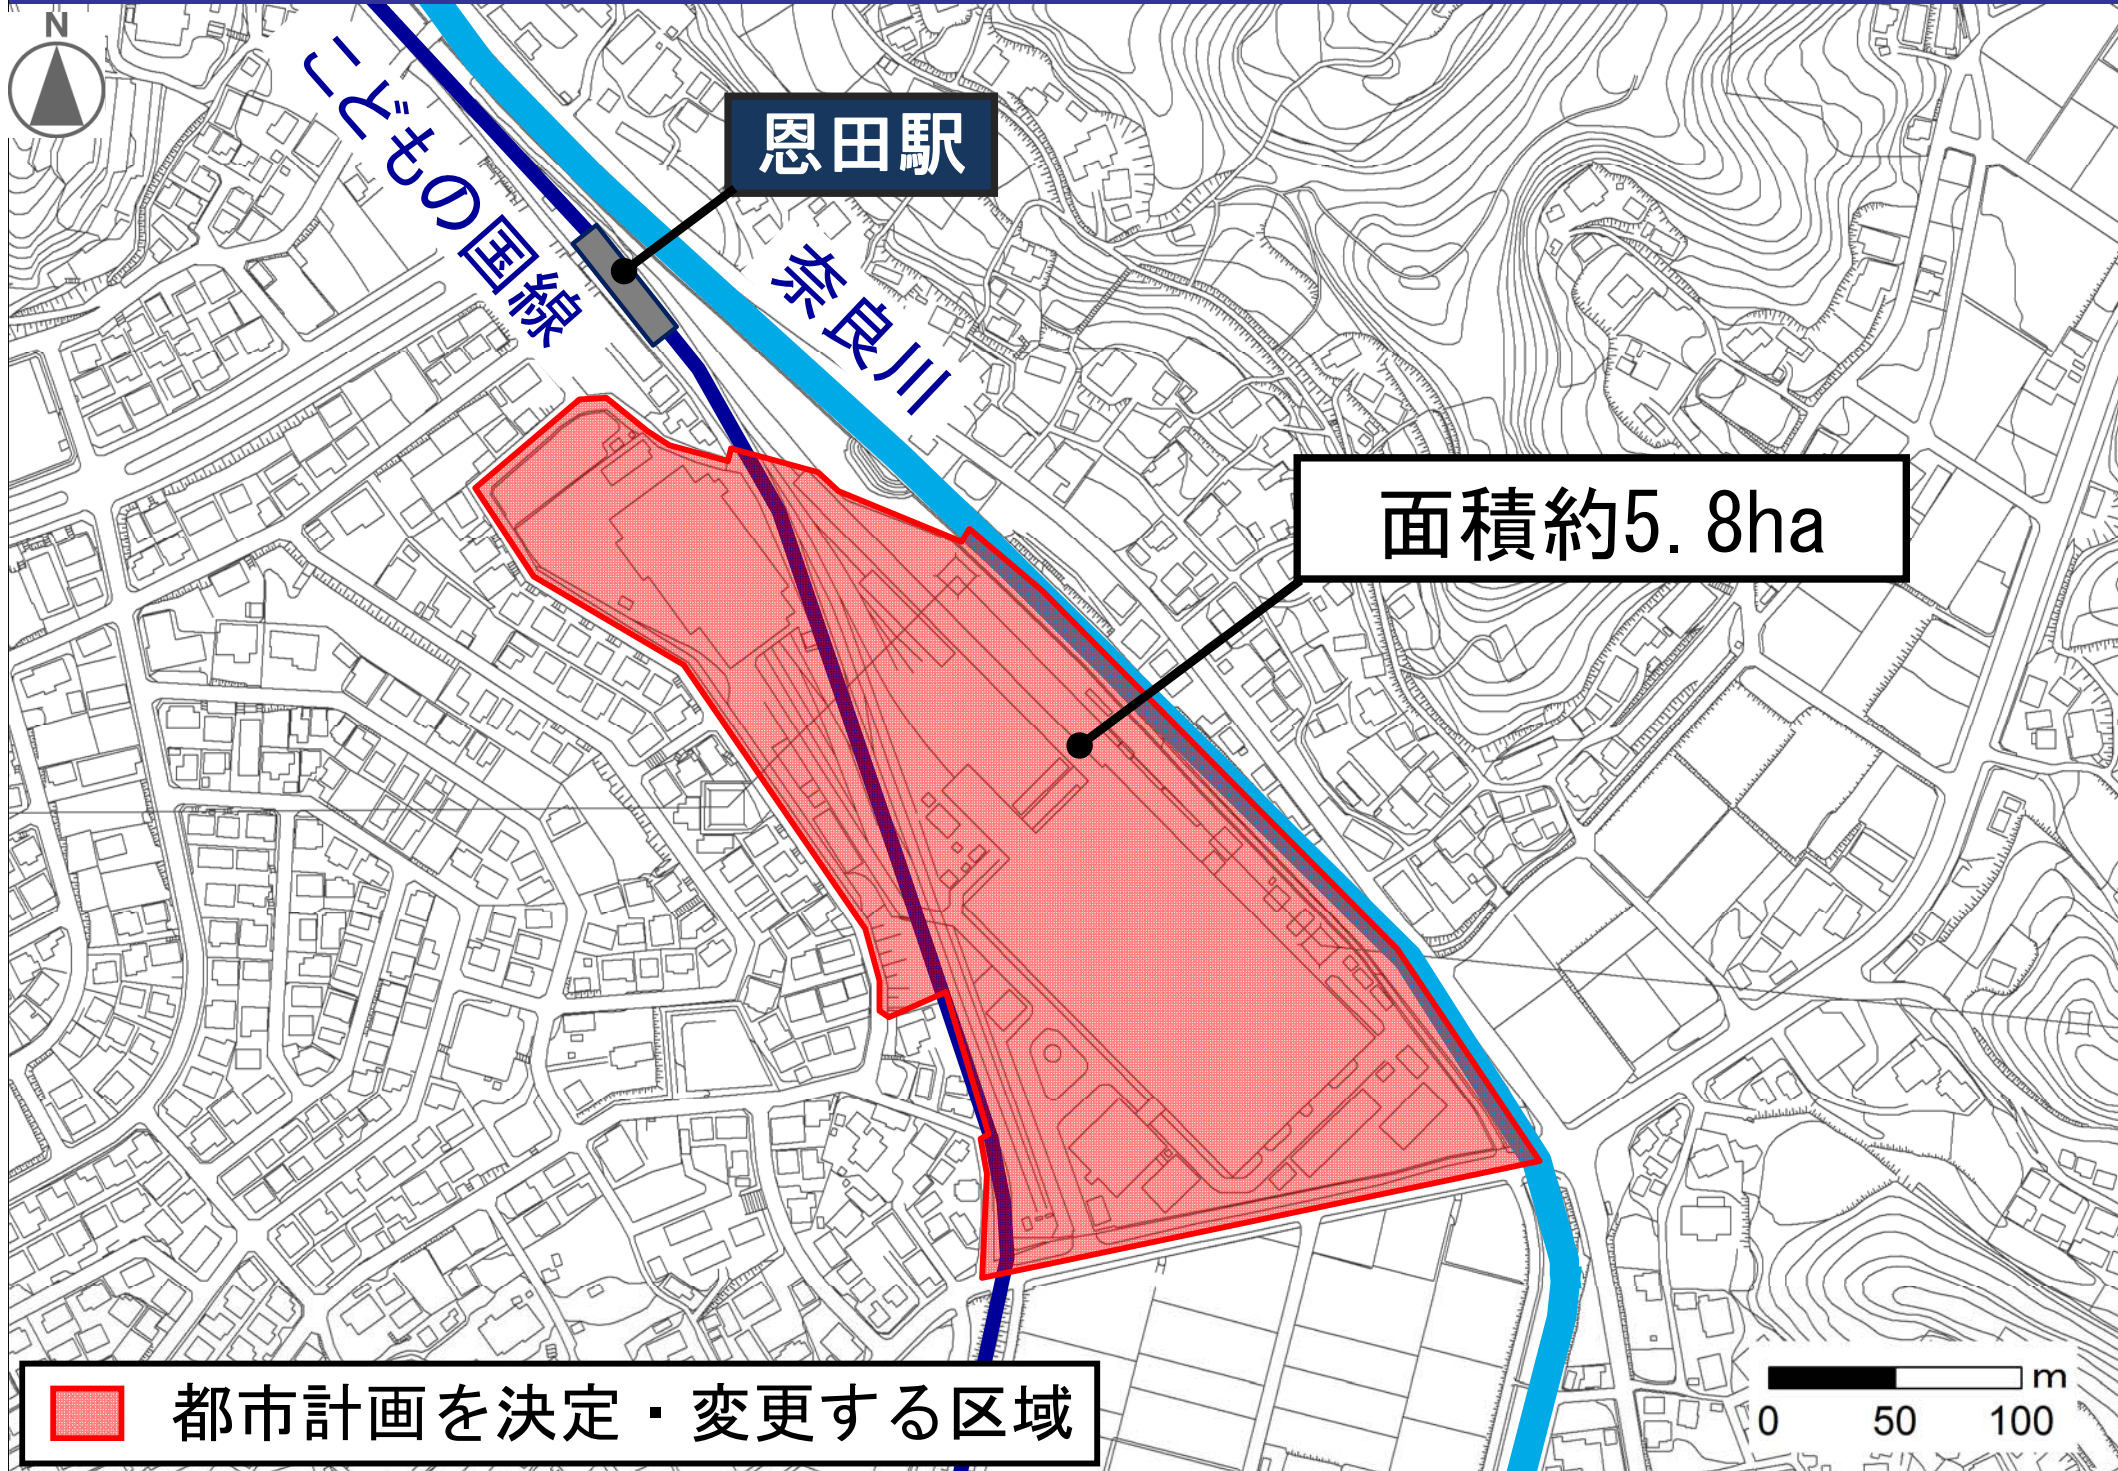 N
こどもの国線
恩田駅
奈良川
面積約5.8ha
都市計画を決定・変更する区域
m
0 50 100